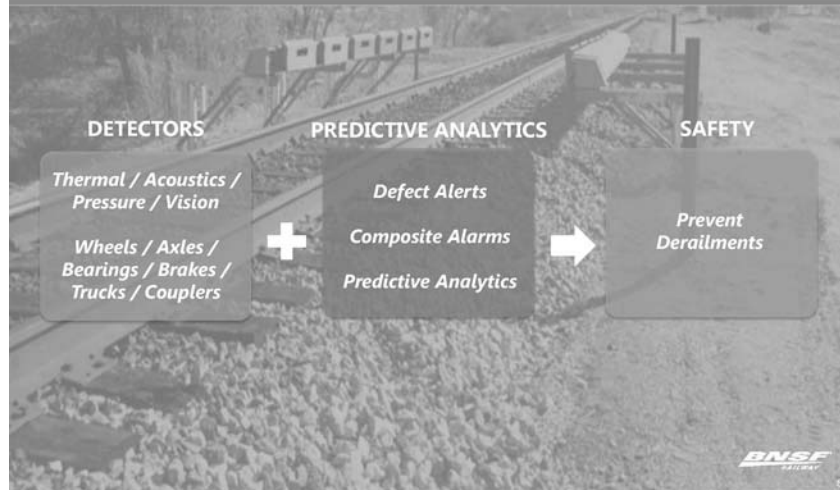 DETECTORS
Thermal / Acoustics /
Pressure / Vision
Wheels / Axles /
Bearings / Brakes /
Trucks / Couplers
PREDICTIVE ANALYTICS
Defect Alerts
Composite Alarms
Predictive Analytics
SAFETY
Prevent
Derailments
BNSF
RAILWAY